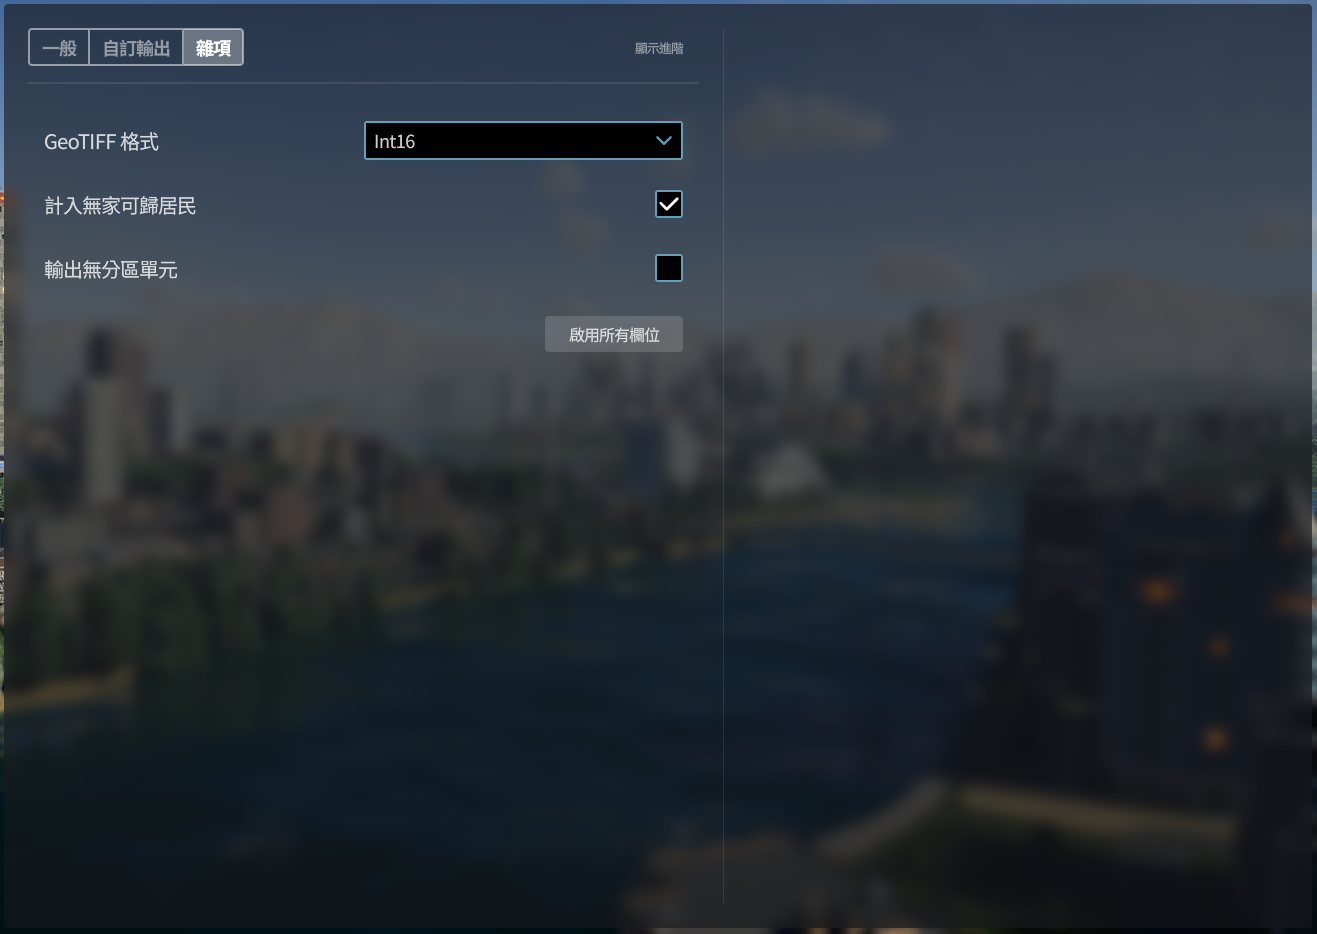 一般
自訂輸出
雜項
顯示進階
GeoTIFF 格式
Int16
計入無家可歸居民
輸出無分區單元
啟用所有欄位